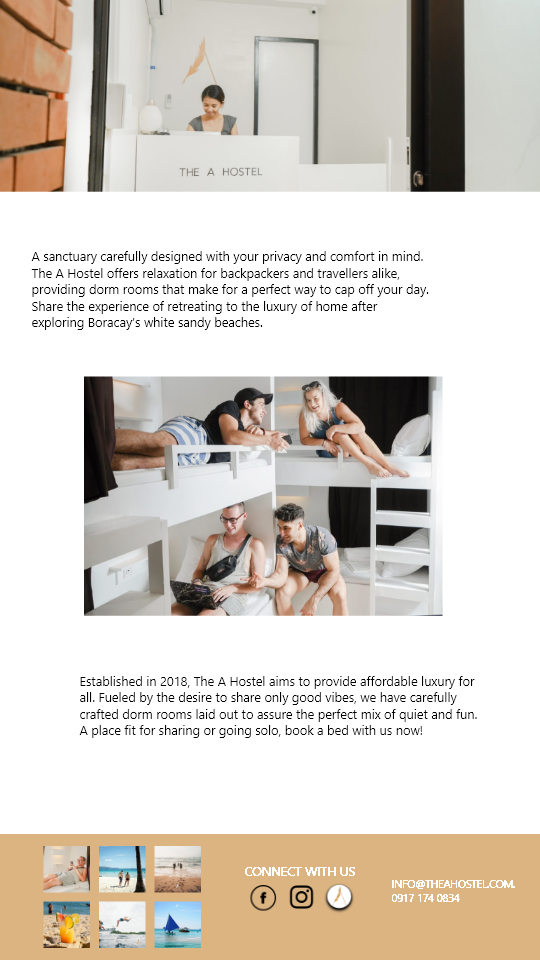 THE A HOSTEL
A sanctuary carefully designed with your privacy and comfort in mind.
The A Hostel offers relaxation for backpackers and travellers alike,
providing dorm rooms that make for a perfect way to cap off your day.
Share the experience of retreating to the luxury of home after
exploring Boracay's white sandy beaches.
Established in 2018, The A Hostel aims to provide affordable luxury for
all. Fueled by the desire to share only good vibes, we have carefully
crafted dorm rooms laid out to assure the perfect mix of quiet and fun.
A place fit for sharing or going solo, book a bed with us now!
CONNECT WITH US
INFO@THEAHOSTEL.COM.
0917 174 0834